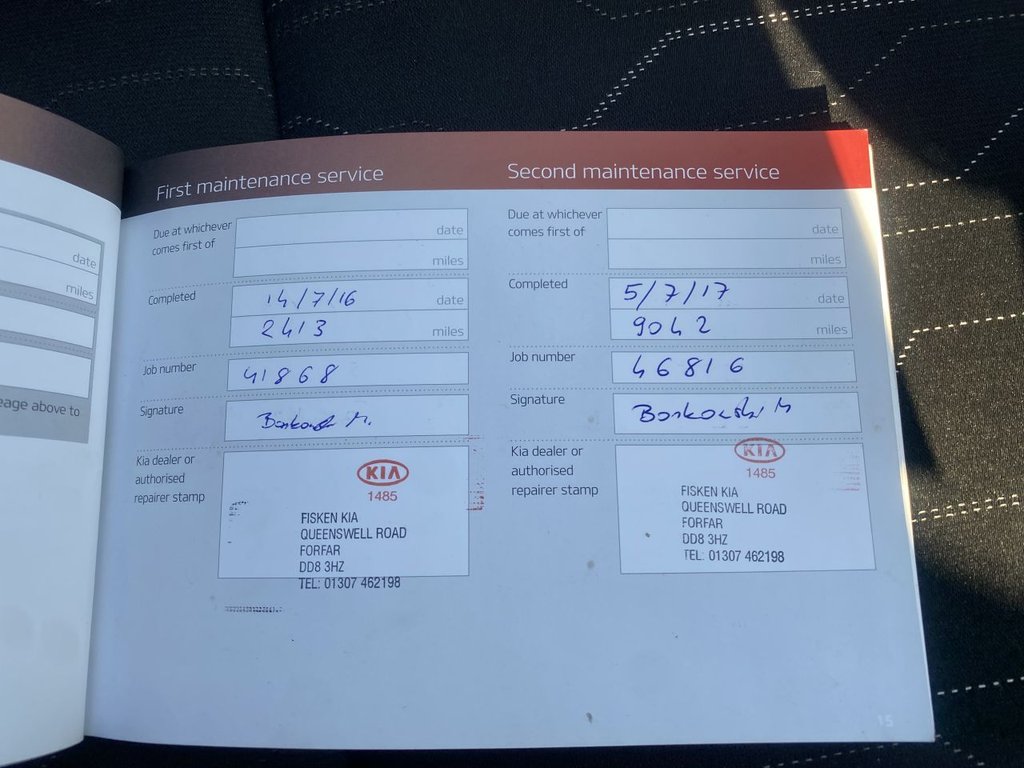 date
miles
eage above to
First maintenance service
Due at whichever
comes first of
date
miles
Completed
14/7/16 date
2413 miles
Job number
41868
Signature
M.
Kia dealer or
authorised
repairer stamp
KIA
1485
FISKEN KIA
QUEENSWELL ROAD
FORFAR
DD8 3HZ
TEL: 01307 462198
Second maintenance service
Due at whichever
comes first of
date
miles
Completed
5/7/17 date
9042 miles
Job number
46816
Signature
Boskowski M
Kia dealer or
authorised
repairer stamp
KIA
1485
FISKEN KIA
QUEENSWELL ROAD
FORFAR
DD8 3HZ
TEL: 01307 462198
15